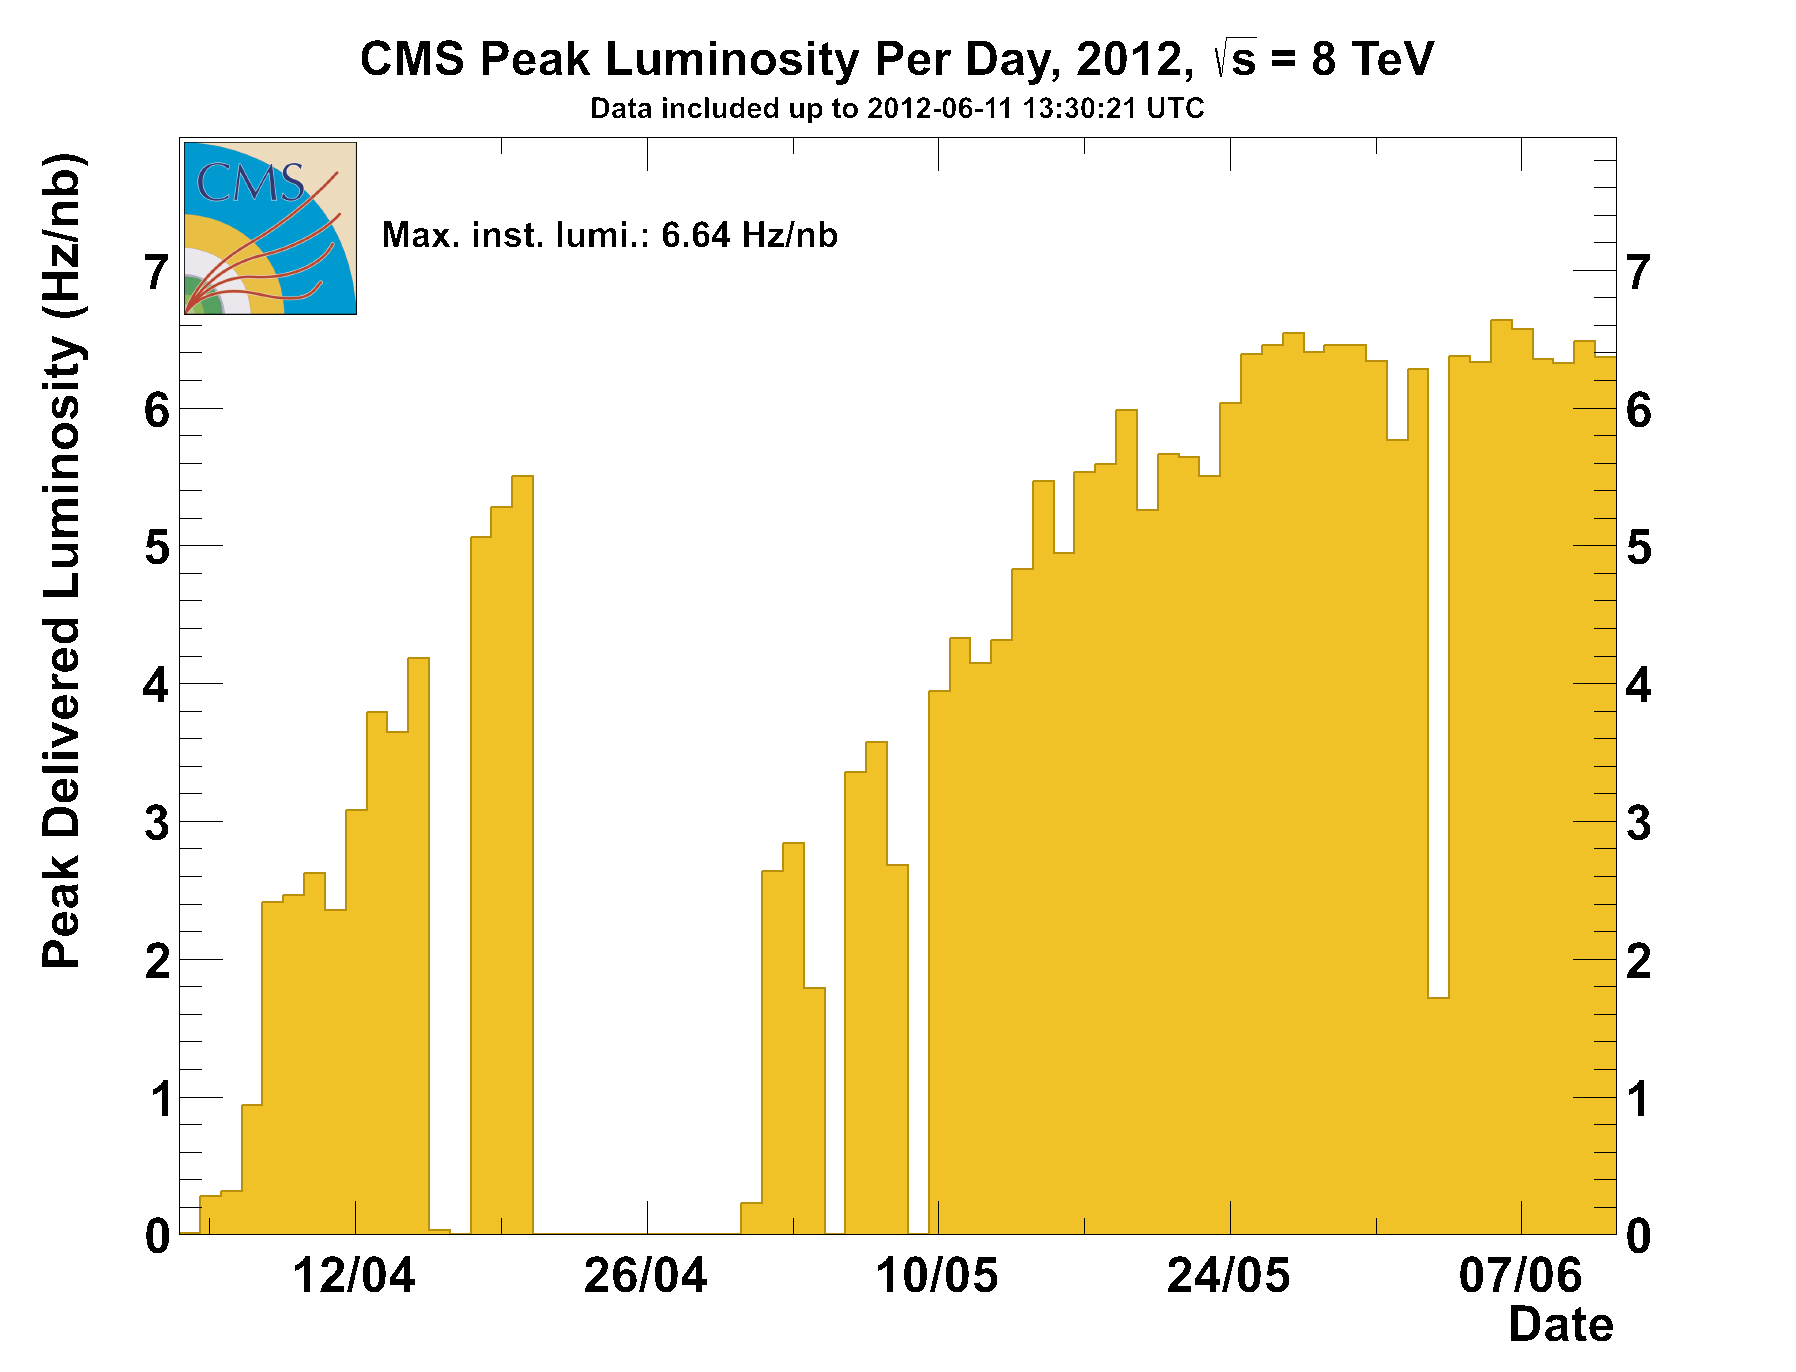 CMS Peak Luminosity Per Day, 2012, √s = 8 TeV
Data included up to 2012-06-11 13:30:21 UTC
CMS
Max. inst. lumi.: 6.64 Hz/nb
Peak Delivered Luminosity (Hz/nb)
7 7
6 6
5 5
4 4
3 3
2 2
1 1
0 0
12/04 26/04 10/05 24/05 07/06
Date